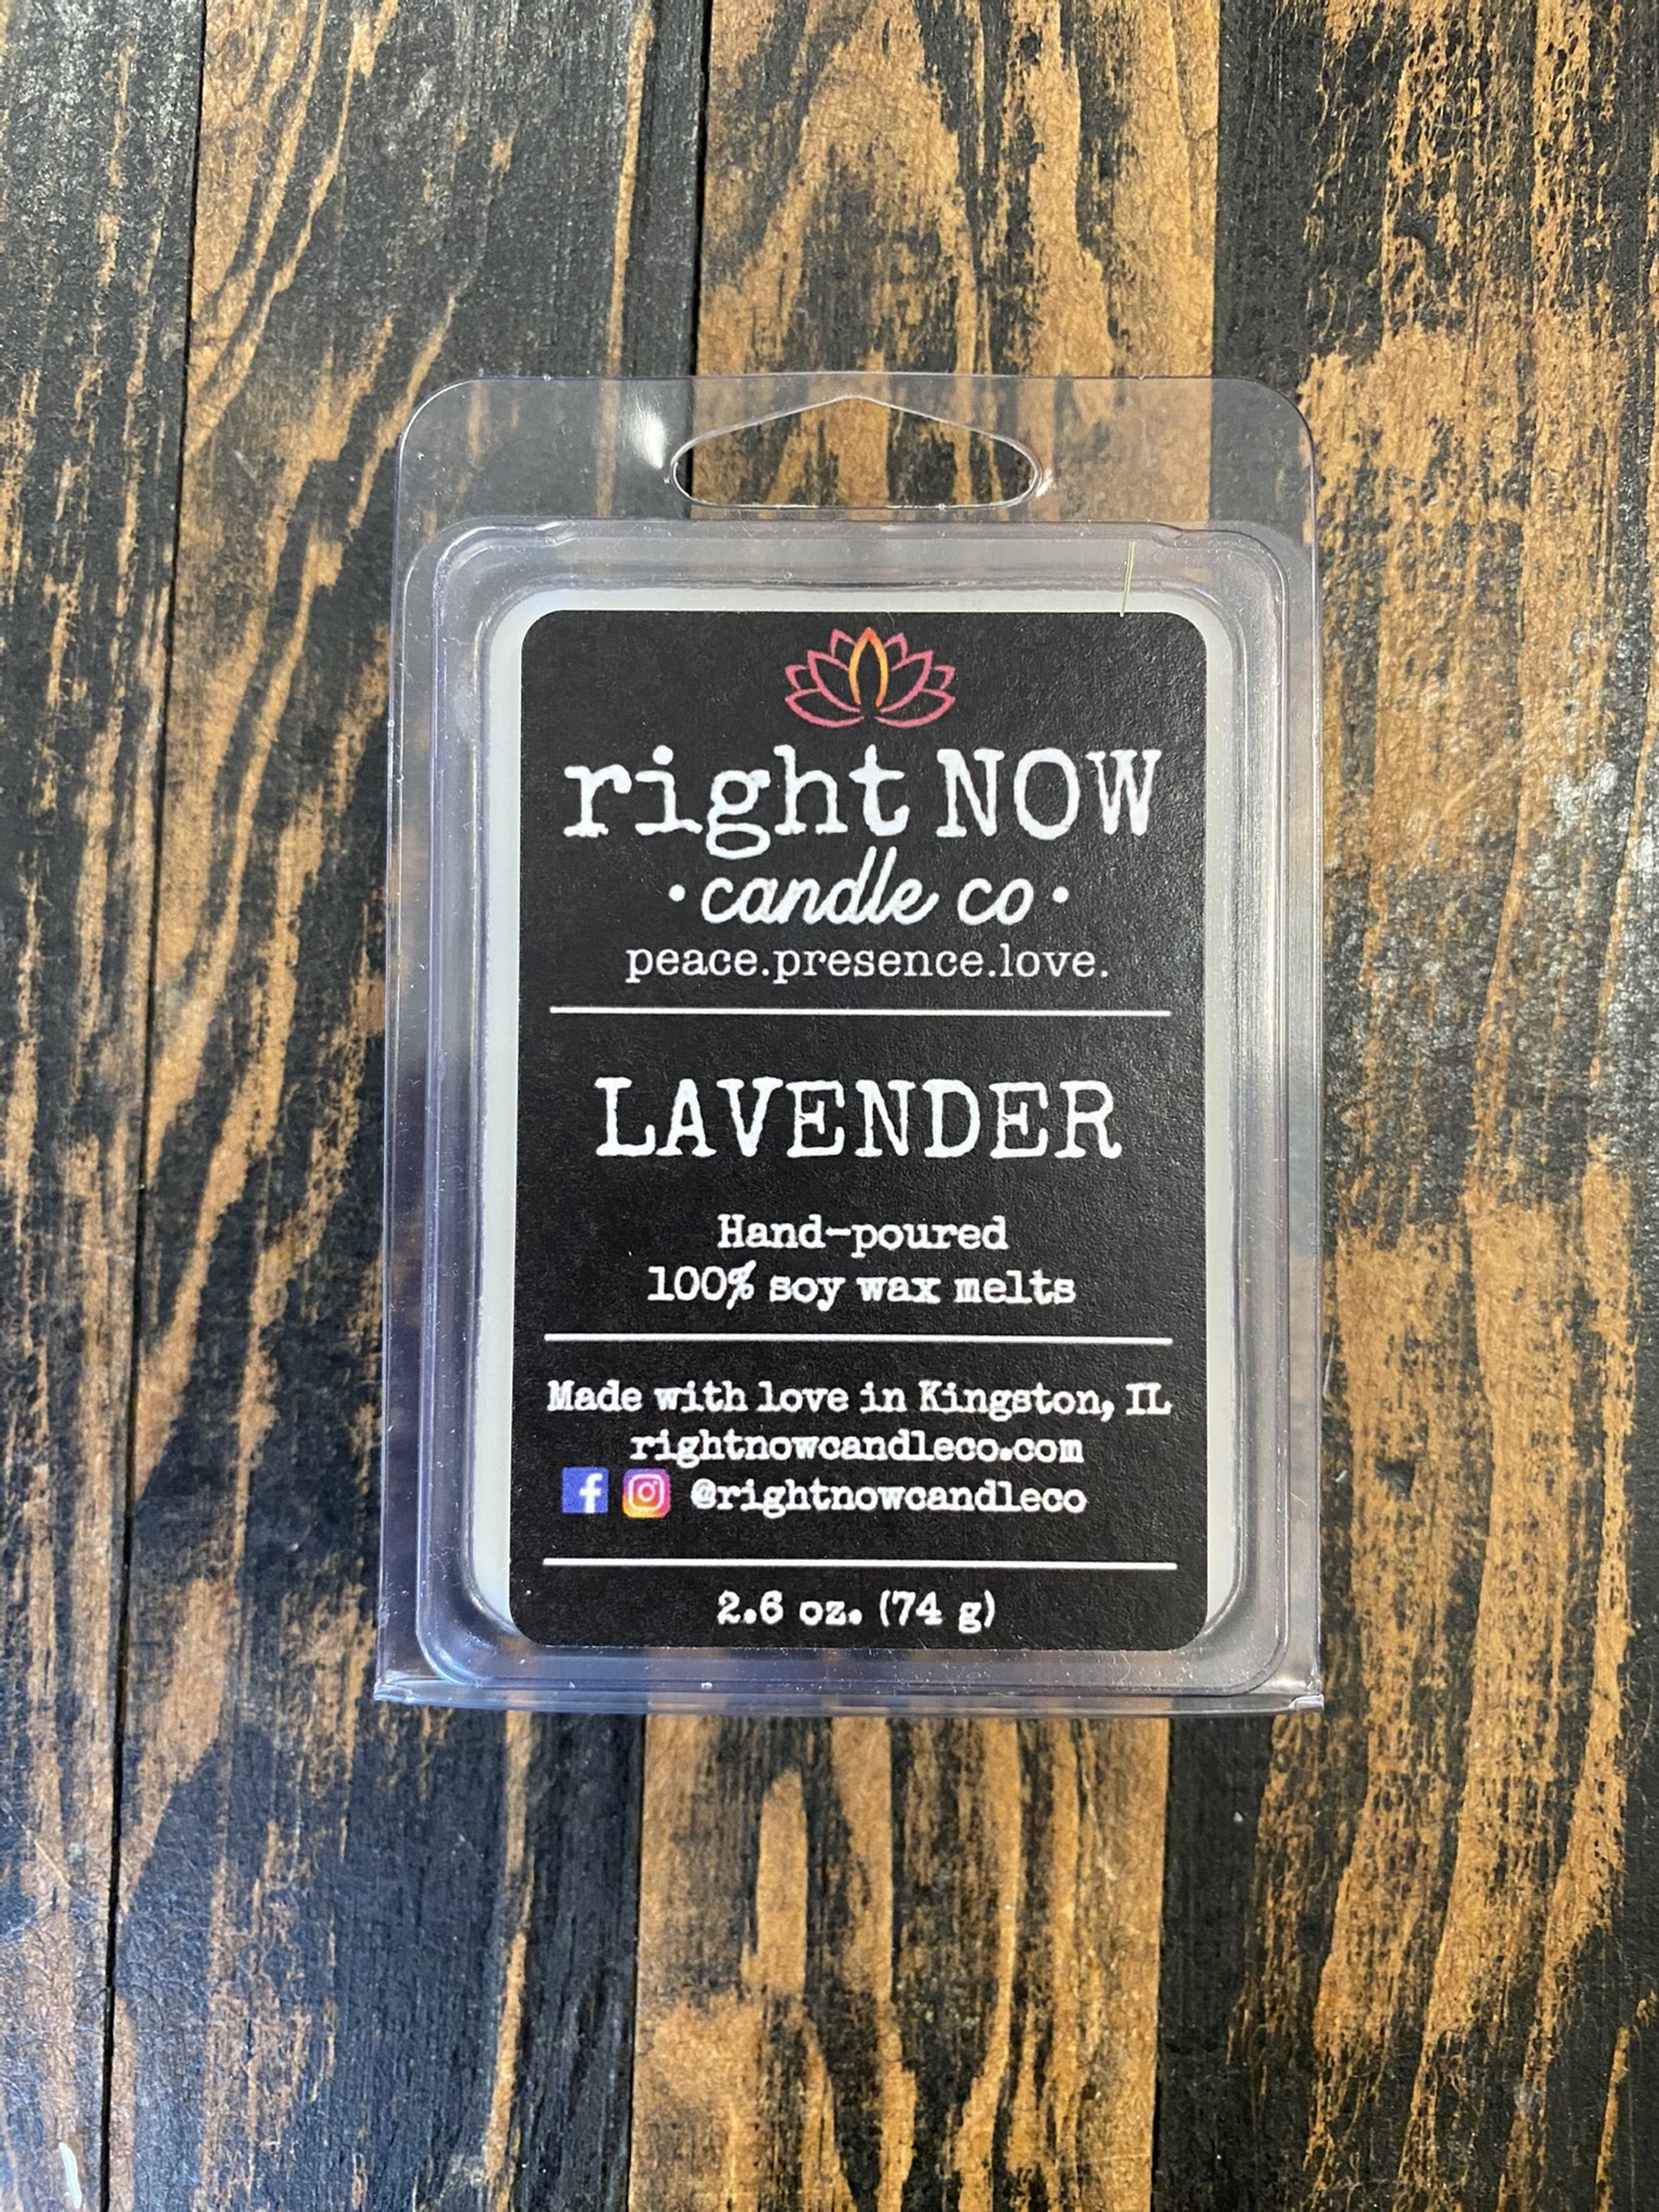 right NOW
•candle co•
peace.presence.love.
LAVENDER
Hand-poured
100% soy wax melts
Made with love in Kingston, IL
rightnowcandleco.com
f @rightnowcandleco
2.6 oz. (74 g)